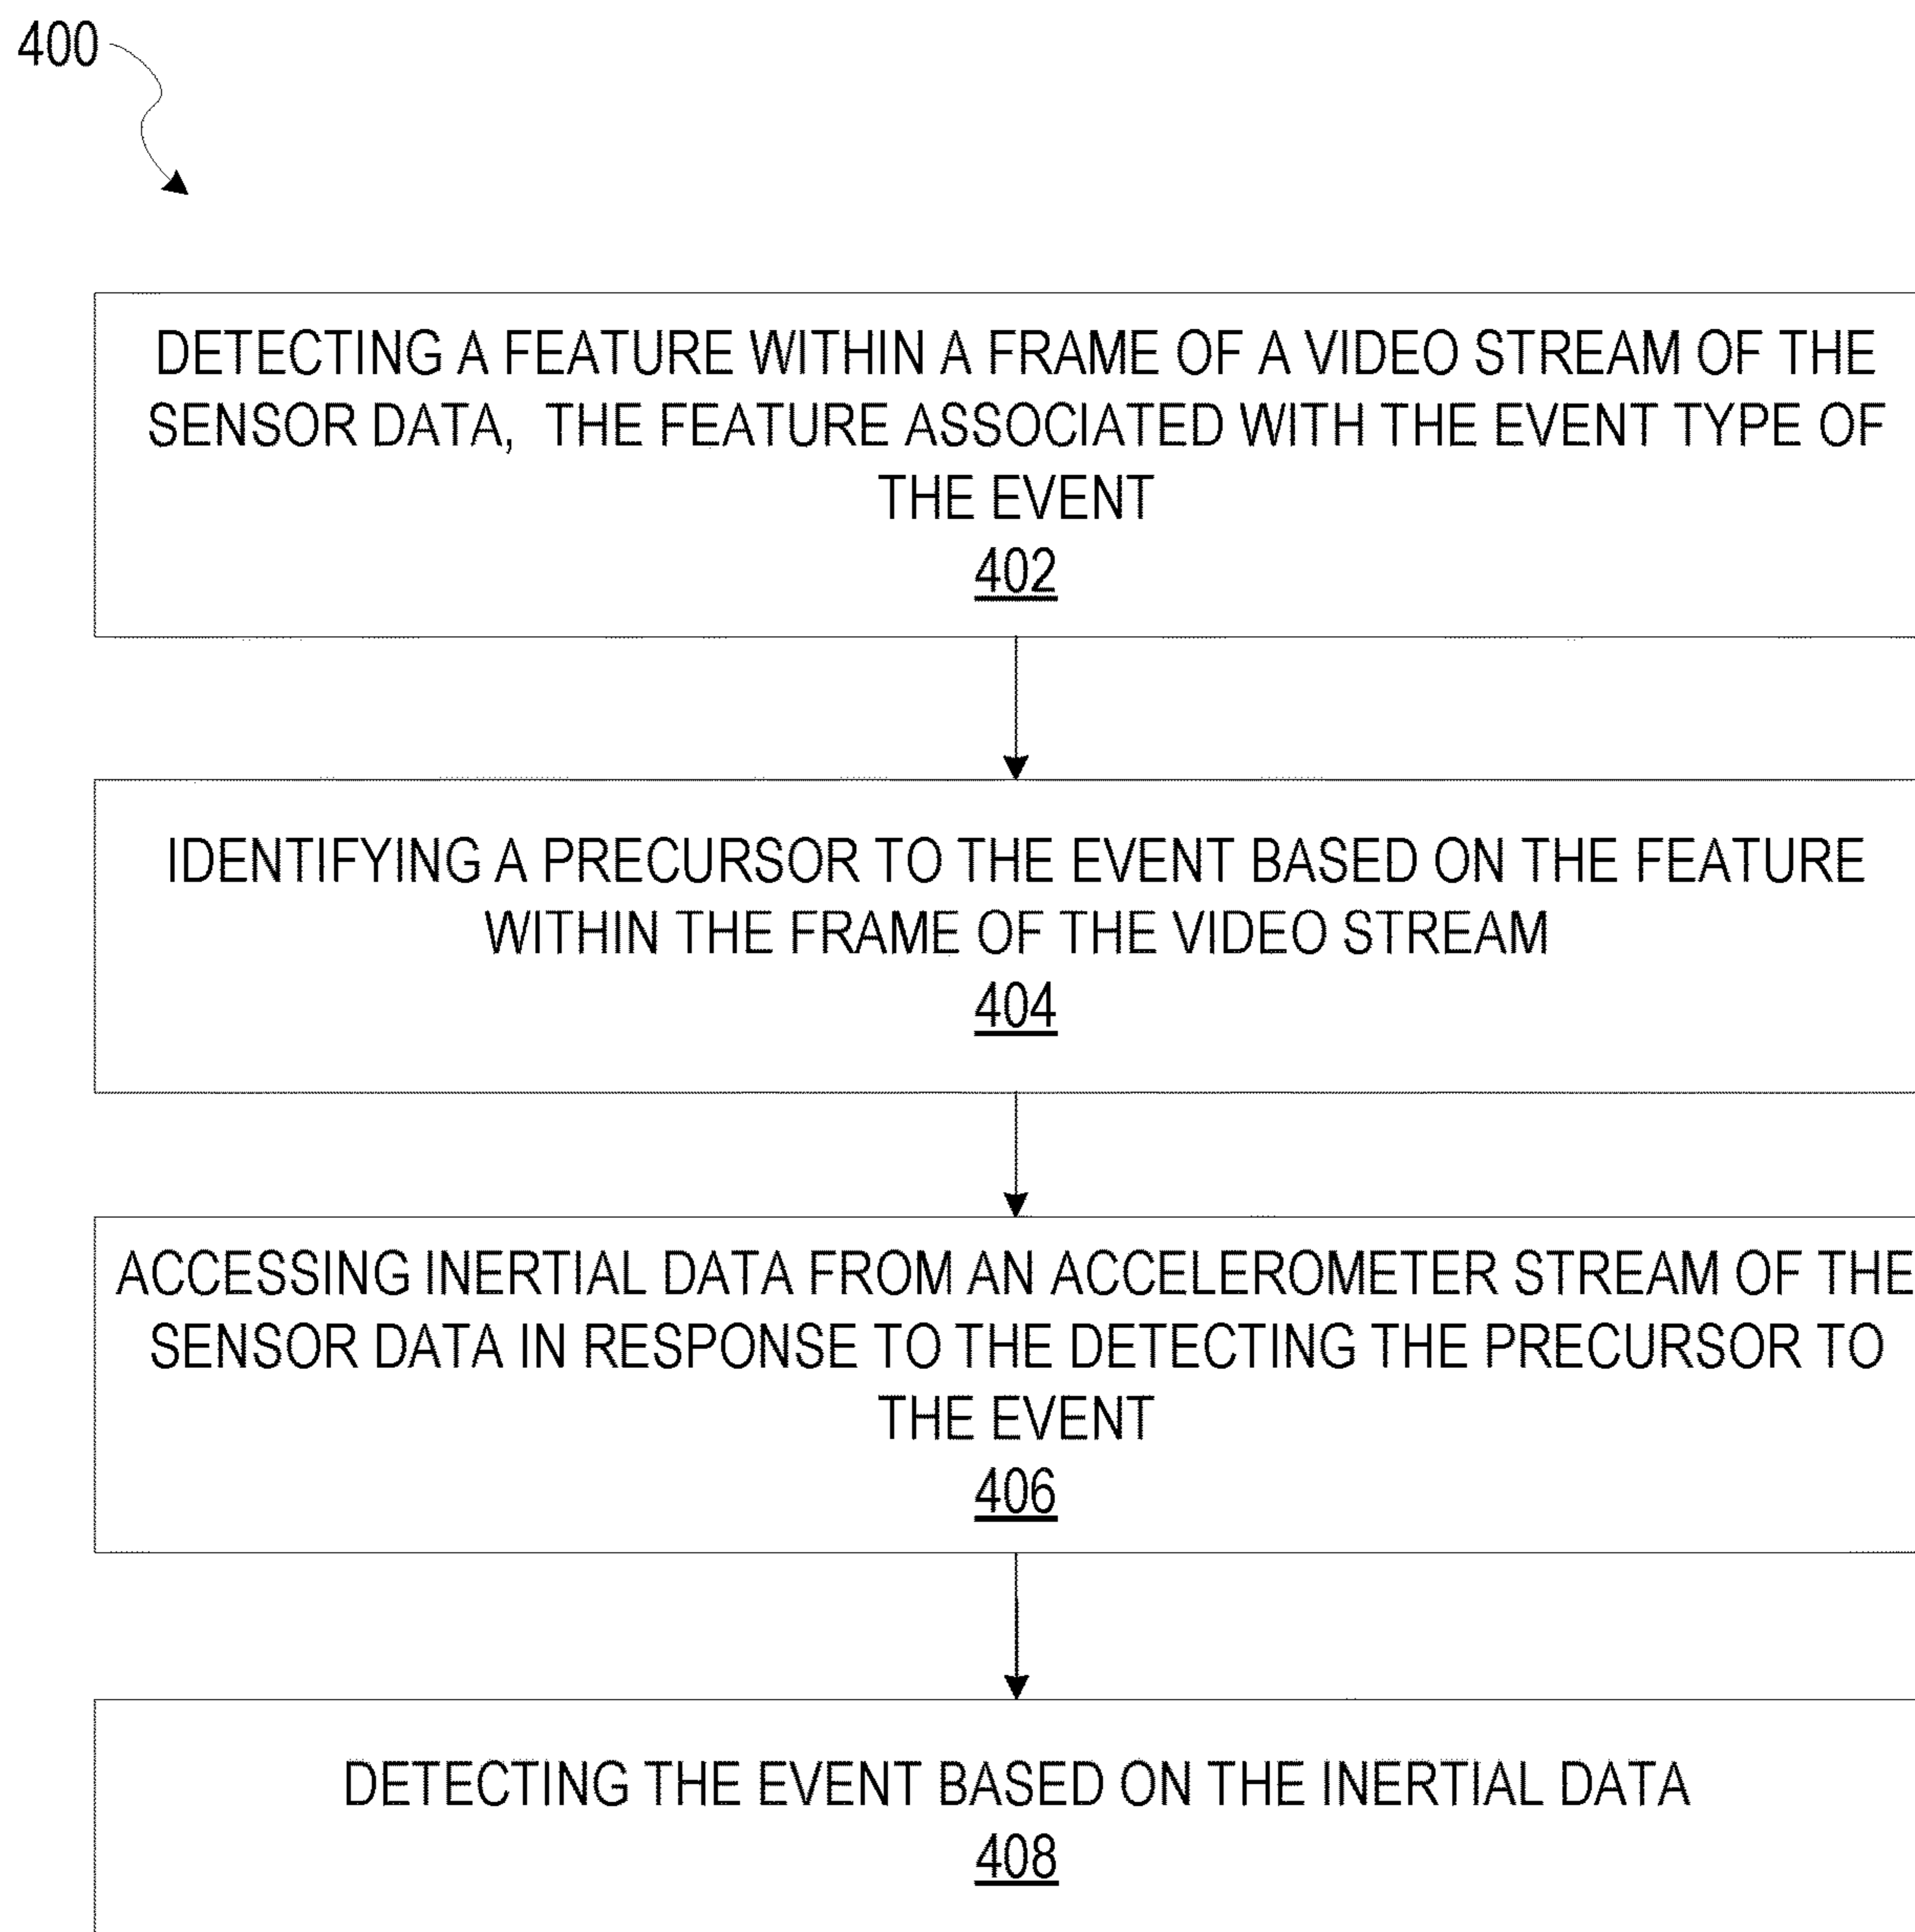 400
DETECTING A FEATURE WITHIN A FRAME OF A VIDEO STREAM OF THE
SENSOR DATA, THE FEATURE ASSOCIATED WITH THE EVENT TYPE OF
THE EVENT
402
IDENTIFYING A PRECURSOR TO THE EVENT BASED ON THE FEATURE
WITHIN THE FRAME OF THE VIDEO STREAM
404
ACCESSING INERTIAL DATA FROM AN ACCELEROMETER STREAM OF THE
SENSOR DATA IN RESPONSE TO THE DETECTING THE PRECURSOR TO
THE EVENT
406
DETECTING THE EVENT BASED ON THE INERTIAL DATA
408